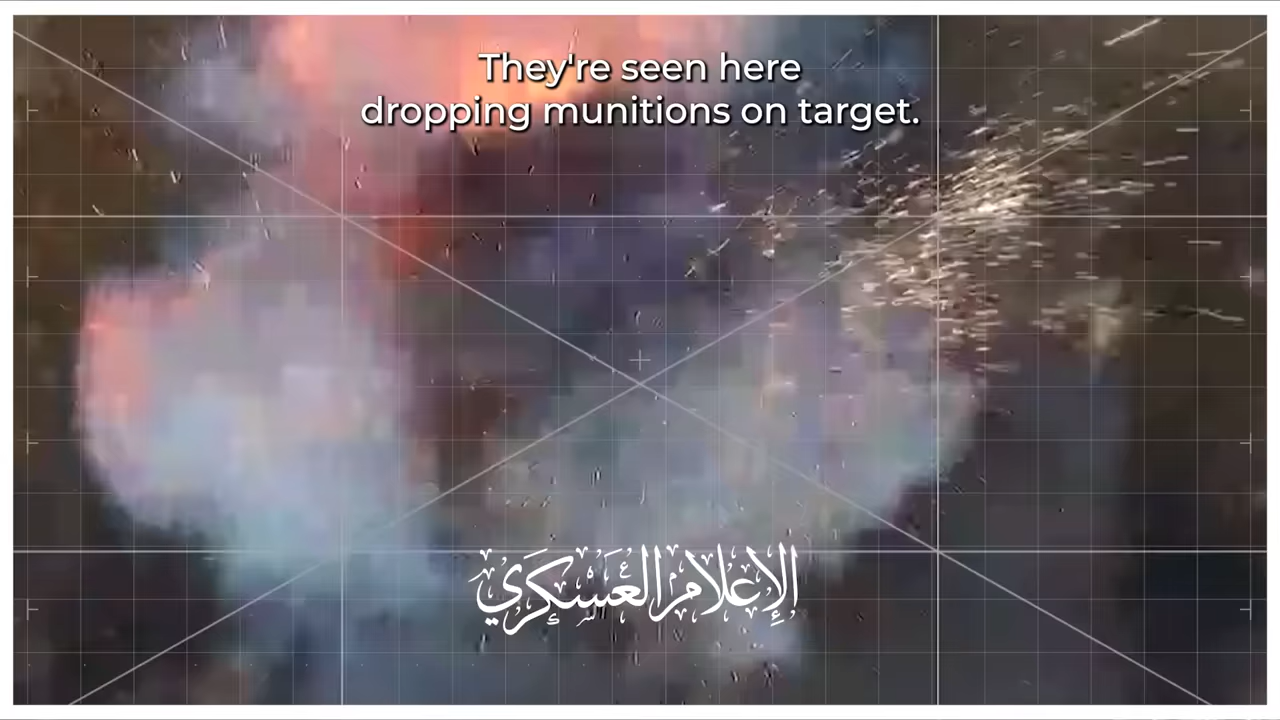 They're seen here
dropping munitions on target.
الإعلام العسكري